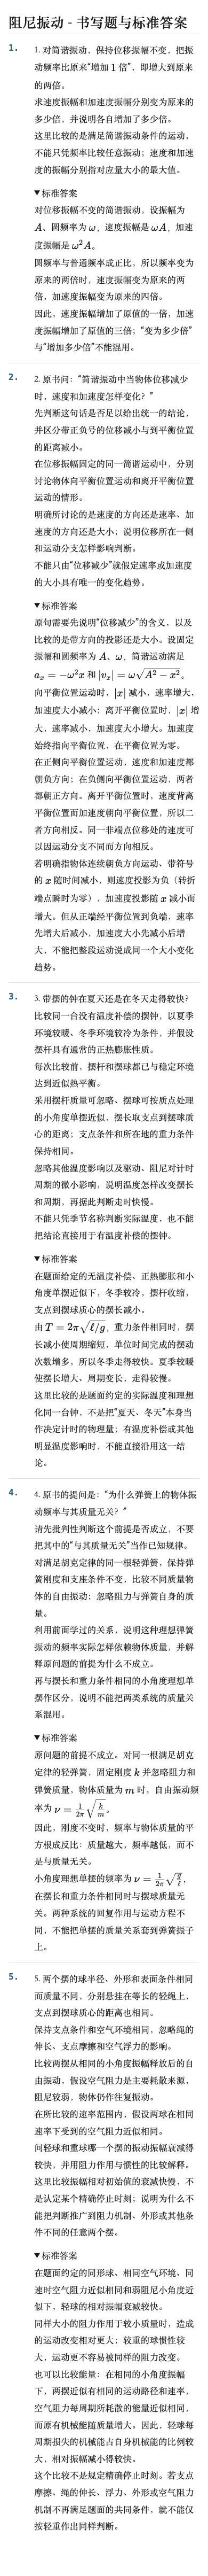 阻尼振动 - 书写题与标准答案
1.
1. 对简谐振动，保持位移振幅不变，把振
动频率比原来“增加 1 倍”，即增大到原来
的两倍。
求速度振幅和加速度振幅分别变为原来的
多少倍，并说明各自增加了多少倍。
这里比较的是满足简谐振动条件的运动，
不能只凭频率比较任意振动；速度和加速
度的振幅分别指对应量大小的最大值。
▼标准答案
对位移振幅不变的简谐振动，设振幅为
A、圆频率为 ω，速度振幅是 ωA，加速
度振幅是 ω²A。
圆频率与普通频率成正比，所以频率变为
原来的两倍时，速度振幅变为原来的两
倍，加速度振幅变为原来的四倍。
因此，速度振幅增加了原值的一倍，加速
度振幅增加了原值的三倍；“变为多少倍”
与“增加多少倍”不能混用。
2.
2. 原书问：“简谐振动中当物体位移减少
时，速度和加速度怎样变化？”
先判断这句话是否足以给出统一的结论，
并区分带正负号的位移减小与到平衡位置
的距离减小。
在位移振幅固定的同一简谐运动中，分别
讨论物体向平衡位置运动和离开平衡位置
运动的情形。
明确所讨论的是速度的方向还是速率、加
速度的方向还是大小；说明位移所在一侧
和运动分支怎样影响判断。
不能只由“位移减少”就假定速率或加速度
的大小具有唯一的变化趋势。
▼标准答案
原句需要先说明“位移减少”的含义，以及
比较的是带方向的投影还是大小。设固定
振幅和圆频率为 A、ω，简谐运动满足
aₓ = −ω²x 和 |vₓ| = ω√(A² − x²)。
向平衡位置运动时，|x| 减小，速率增大，
加速度大小减小；离开平衡位置时，|x| 增
大，速率减小，加速度大小增大。加速度
始终指向平衡位置，在平衡位置为零。
在正侧向平衡位置运动，速度和加速度都
朝负方向；在负侧向平衡位置运动，两者
都朝正方向。离开平衡位置时，速度背离
平衡位置而加速度朝向平衡位置，所以二
者方向相反。同一非端点位移处的速度可
以因运动分支不同而方向相反。
若明确指物体连续朝负方向运动、带符号
的 x 随时间减小，则速度投影为负（转折
端点瞬时为零），加速度投影随 x 减小而
增大。但从正端经平衡位置到负端，速率
先增大后减小，加速度大小先减小后增
大，不能把整段运动说成同一个大小变化
趋势。
3.
3. 带摆的钟在夏天还是在冬天走得较快？
比较同一台没有温度补偿的摆钟，以夏季
环境较暖、冬季环境较冷为条件，并假设
摆杆具有通常的正热膨胀性质。
每次比较前，摆杆和摆球都已与稳定环境
达到近似热平衡。
采用摆杆质量可忽略、摆球可按质点处理
的小角度单摆近似，摆长取支点到摆球质
心的距离；支点条件和所在地的重力条件
保持相同。
忽略其他温度影响以及驱动、阻尼对计时
周期的微小影响，说明温度怎样改变摆长
和周期，再据此判断走时快慢。
不能只凭季节名称判断实际温度，也不能
把结论直接用于有温度补偿的摆钟。
▼标准答案
在题面给定的无温度补偿、正热膨胀和小
角度单摆近似下，冬季较冷，摆杆收缩，
支点到摆球质心的摆长减小。
由 T = 2π√(ℓ/g)，重力条件相同时，摆
长减小使周期缩短，单位时间完成的摆动
次数增多，所以冬季走得较快。夏季较暖
使摆长增大、周期变长，走得较慢。
这里比较的是题面约定的实际温度和理想
化同一台钟，不是把“夏天、冬天”本身当
作决定计时的物理量；有温度补偿或其他
明显温度影响时，不能直接沿用这一结
论。
4.
4. 原书的提问是：“为什么弹簧上的物体振
动频率与其质量无关？”
请先批判性判断这个前提是否成立，不要
把其中的“与其质量无关”当作已知规律。
对满足胡克定律的同一根轻弹簧，保持弹
簧刚度和支座条件不变，比较不同质量物
体的自由振动；忽略阻力与弹簧自身的质
量。
利用前面学过的关系，说明这种理想弹簧
振动的频率实际怎样依赖物体质量，并解
释原问题的前提为什么不成立。
再与摆长和重力条件相同的小角度理想单
摆作区分，说明不能把两类系统的质量关
系混用。
▼标准答案
原问题的前提不成立。对同一根满足胡克
定律的轻弹簧，固定刚度 k 并忽略阻力和
弹簧质量，物体质量为 m 时，自由振动频
率为 ν = 1/2π √(k/m)。
因此，刚度不变时，频率与物体质量的平
方根成反比：质量越大，频率越低，而不
是与质量无关。
小角度理想单摆的频率为 ν = 1/2π √(g/ℓ)，
在摆长和重力条件相同时与摆球质量无
关。两种系统的回复作用与运动方程不
同，不能把单摆的质量关系套到弹簧振子
上。
5.
5. 两个摆的球半径、外形和表面条件相同
而质量不同，分别悬挂在等长的轻绳上，
支点到摆球质心的距离也相同。
保持支点条件和空气环境相同，忽略绳的
伸长、支点摩擦和空气浮力的影响。
比较两摆从相同的小角度振幅释放后的自
由振动，假设空气阻力是主要耗散来源，
阻尼较弱，物体仍作往复振动。
在所比较的速率范围内，假设两球在相同
速率下受到的空气阻力近似相同。
问轻球和重球哪一个摆的振动振幅衰减得
较快，并用阻力作用与惯性的比较解释。
这里比较振幅相对初始值的衰减快慢，不
是认定某个精确停止时刻；说明为什么不
能把判断推广到阻力机制、外形或其他条
件不同的任意两个摆。
▼标准答案
在题面约定的同形球、相同空气环境、同
速时空气阻力近似相同和弱阻尼小角度近
似下，轻球的相对振幅衰减较快。
同样大小的阻力作用于较小质量时，造成
的运动改变相对更大；较重的球惯性较
大，运动更不容易被同样的阻力改变。
也可以比较能量：在相同的小角度振幅
下，两摆近似有相同的运动路径和速率，
空气阻力每周期所耗散的能量近似相同，
而原有机械能随质量增大。因此，轻球每
周期损失的机械能占自身机械能的比例较
大，相对振幅减小得较快。
这个比较不是规定精确停止时刻。若支点
摩擦、绳的伸长、浮力、外形或空气阻力
机制不再满足题面的共同条件，就不能仅
按轻重作出同样判断。